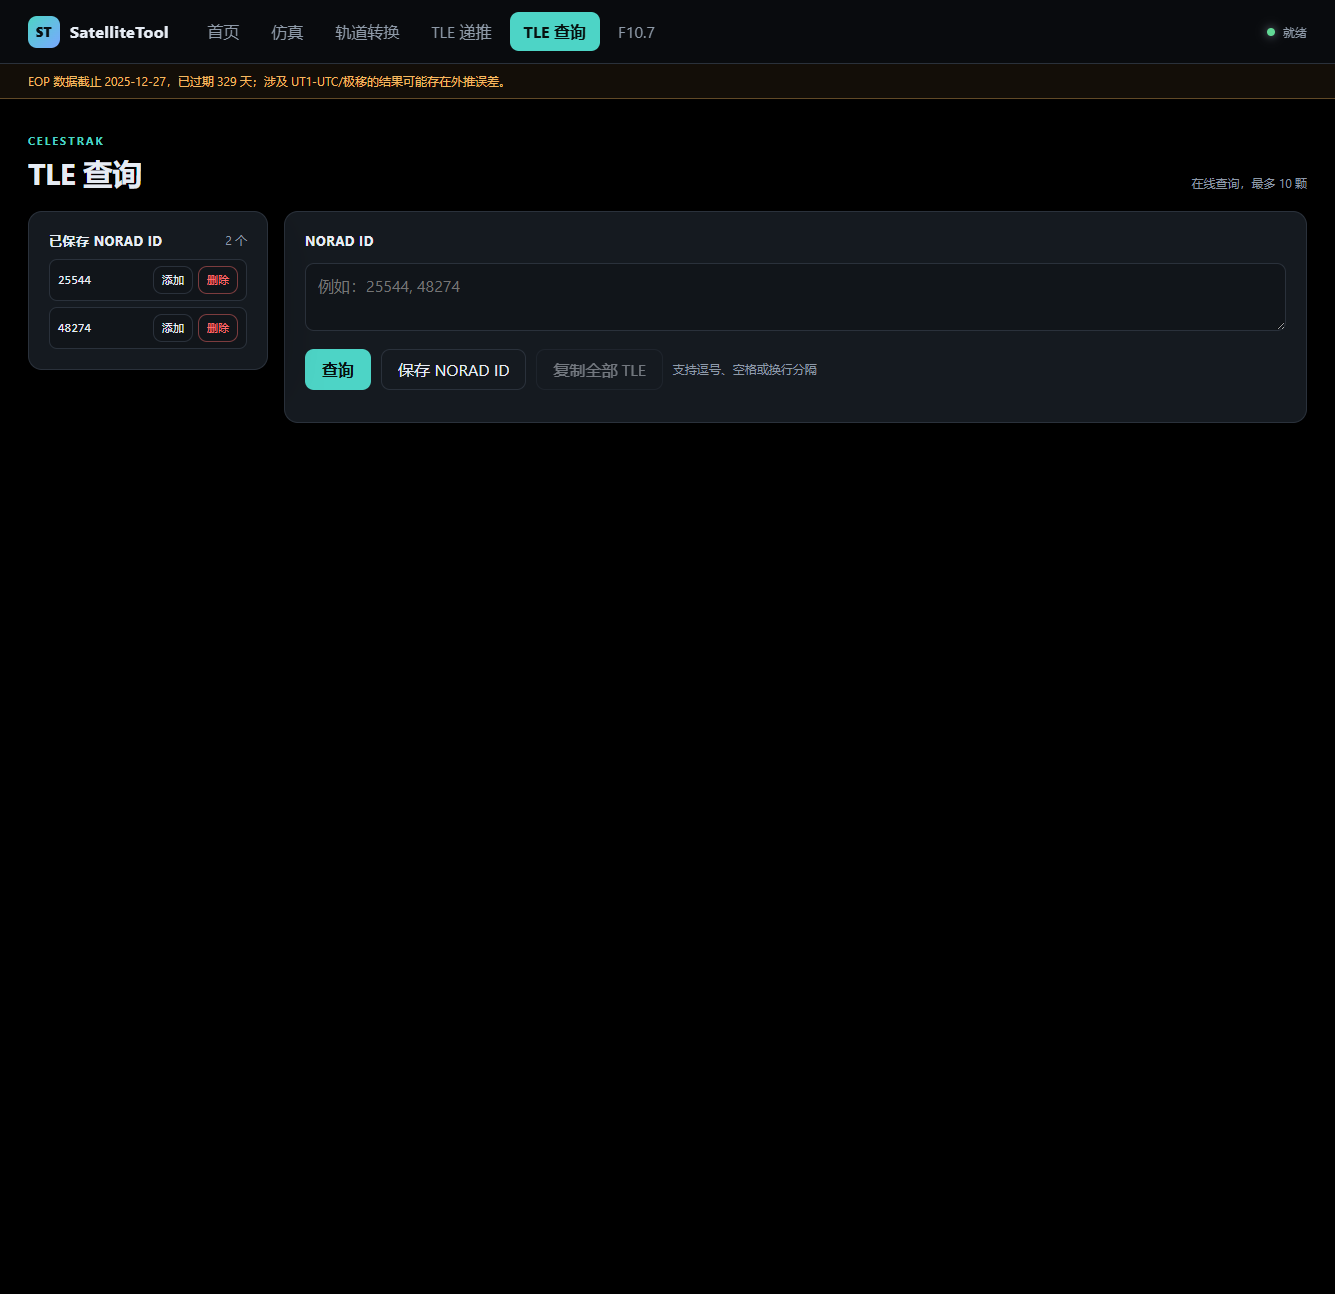 ST SatelliteTool 首页 仿真 轨道转换 TLE 递推 TLE 查询 F10.7 就绪
EOP 数据截止 2025-12-27，已过期 329 天；涉及 UT1-UTC/极移的结果可能存在外推误差。
CELESTRAK
TLE 查询
在线查询，最多 10 颗
已保存 NORAD ID 2 个
25544 添加 删除
48274 添加 删除
NORAD ID
例如：25544, 48274
查询 保存 NORAD ID 复制全部 TLE 支持逗号、空格或换行分隔